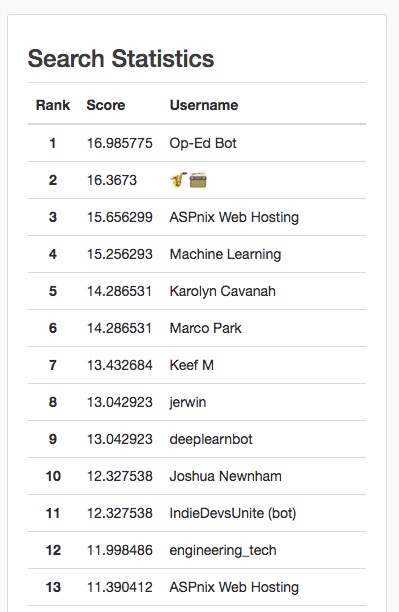 Search Statistics
Rank Score Username
1 16.985775 Op-Ed Bot
2 16.3673 🎷📻
3 15.656299 ASPnix Web Hosting
4 15.256293 Machine Learning
5 14.286531 Karolyn Cavanah
6 14.286531 Marco Park
7 13.432684 Keef M
8 13.042923 jerwin
9 13.042923 deeplearnbot
10 12.327538 Joshua Newnham
11 12.327538 IndieDevsUnite (bot)
12 11.998486 engineering_tech
13 11.390412 ASPnix Web Hosting